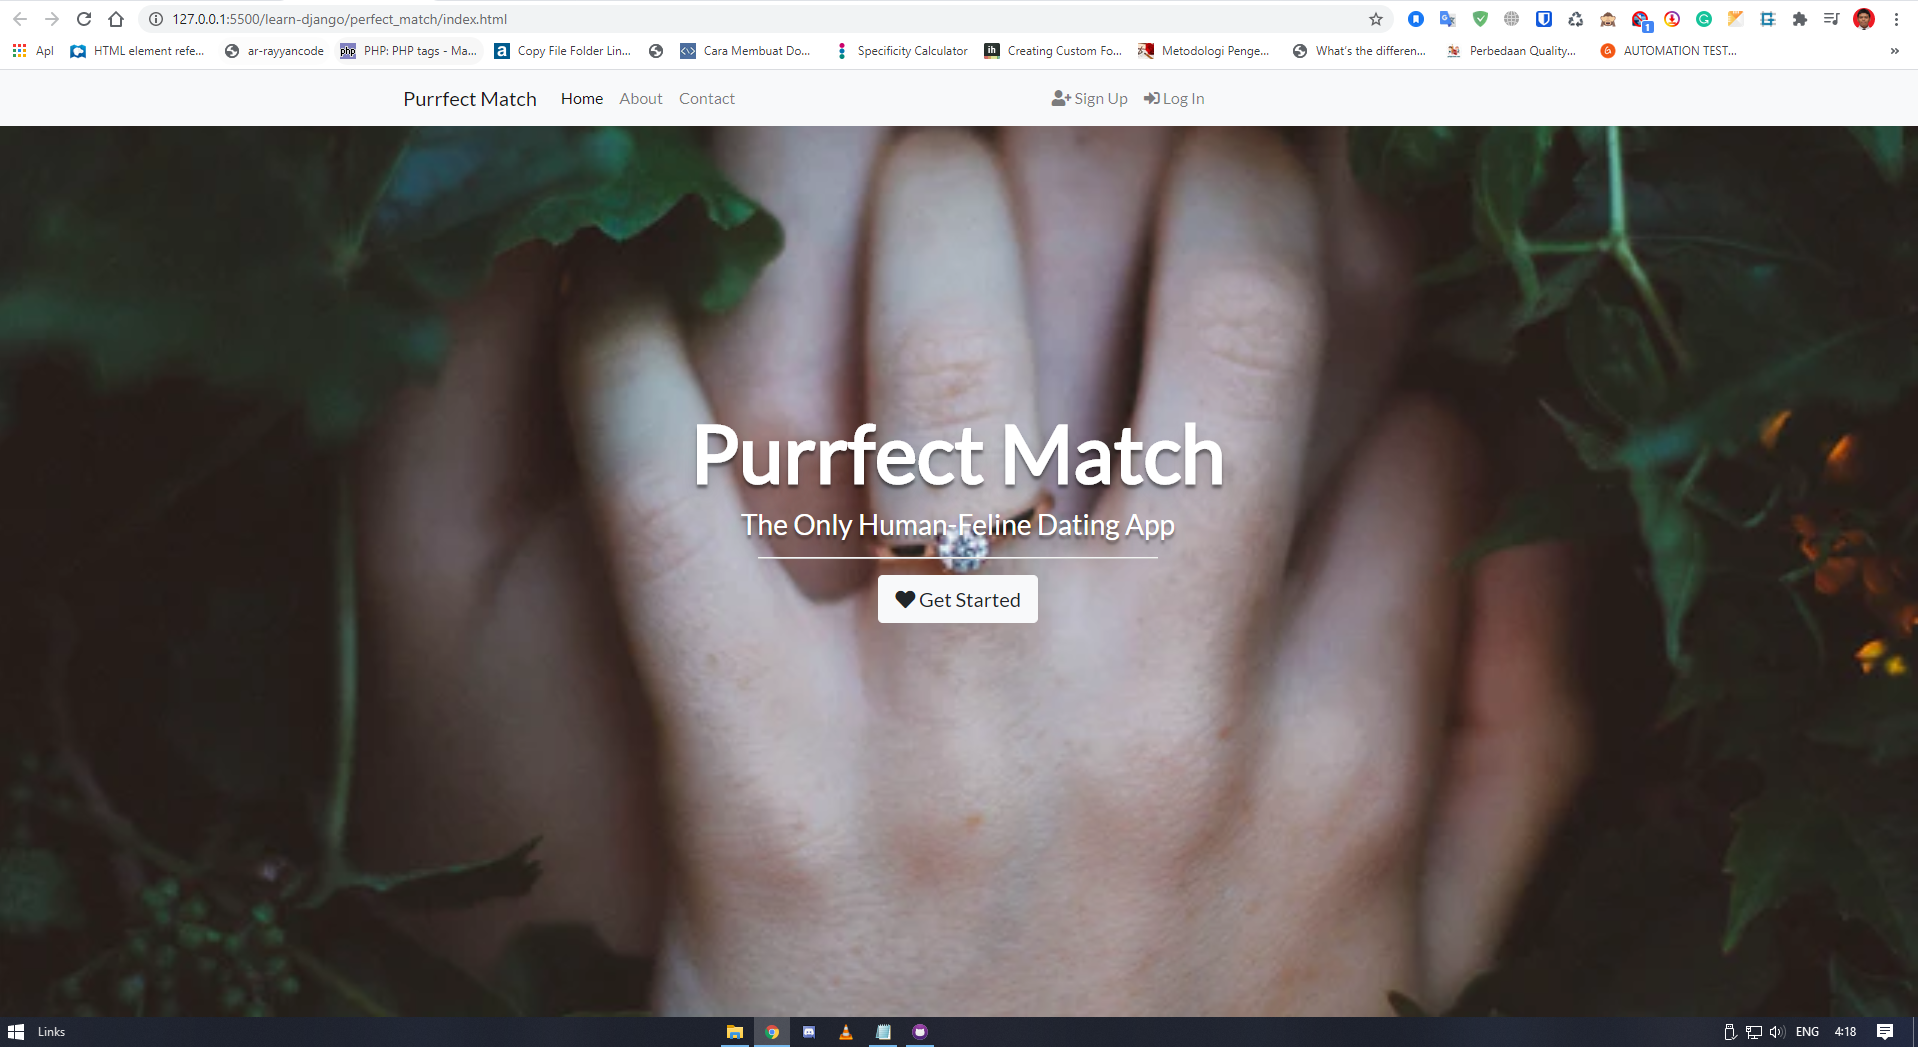 127.0.0.1:5500/learn-django/perfect_match/index.html
Apl HTML element refe... ar-rayyancode PHP: PHP tags - Ma... Copy File Folder Lin... Cara Membuat Do... Specificity Calculator Creating Custom Fo... Metodologi Penge... What's the differen... Perbedaan Quality... AUTOMATION TEST... »
Purrfect Match Home About Contact Sign Up Log In
Purrfect Match
The Only Human-Feline Dating App
Get Started
Links ENG 4:18